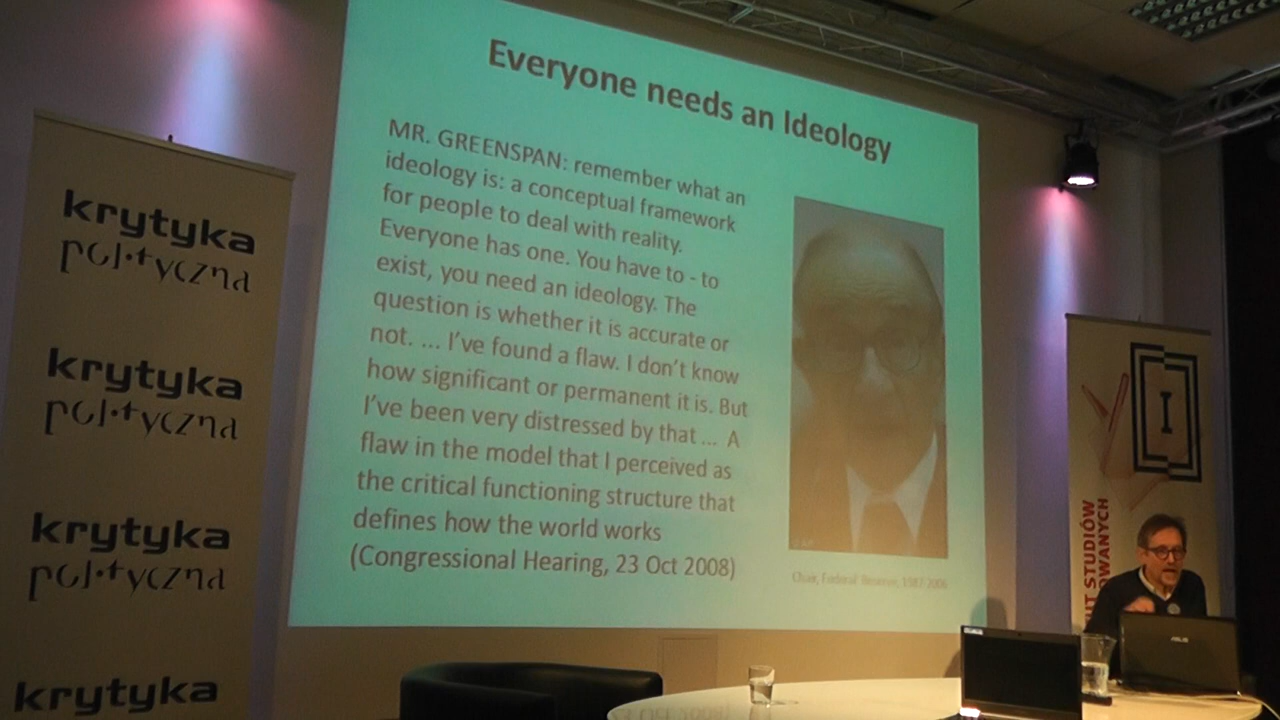 Everyone needs an Ideology
MR. GREENSPAN: remember what an
ideology is: a conceptual framework
for people to deal with reality.
Everyone has one. You have to - to
exist, you need an ideology. The
question is whether it is accurate or
not. ... I've found a flaw. I don't know
how significant or permanent it is. But
I've been very distressed by that ... A
flaw in the model that I perceived as
the critical functioning structure that
defines how the world works
(Congressional Hearing, 23 Oct 2008)
Chair, Federal Reserve, 1987-2006
krytyka
polityczna
krytyka
polityczna
krytyka
polityczna
krytyka
I
UT STUDIÓW
OWANYCH
ASUS